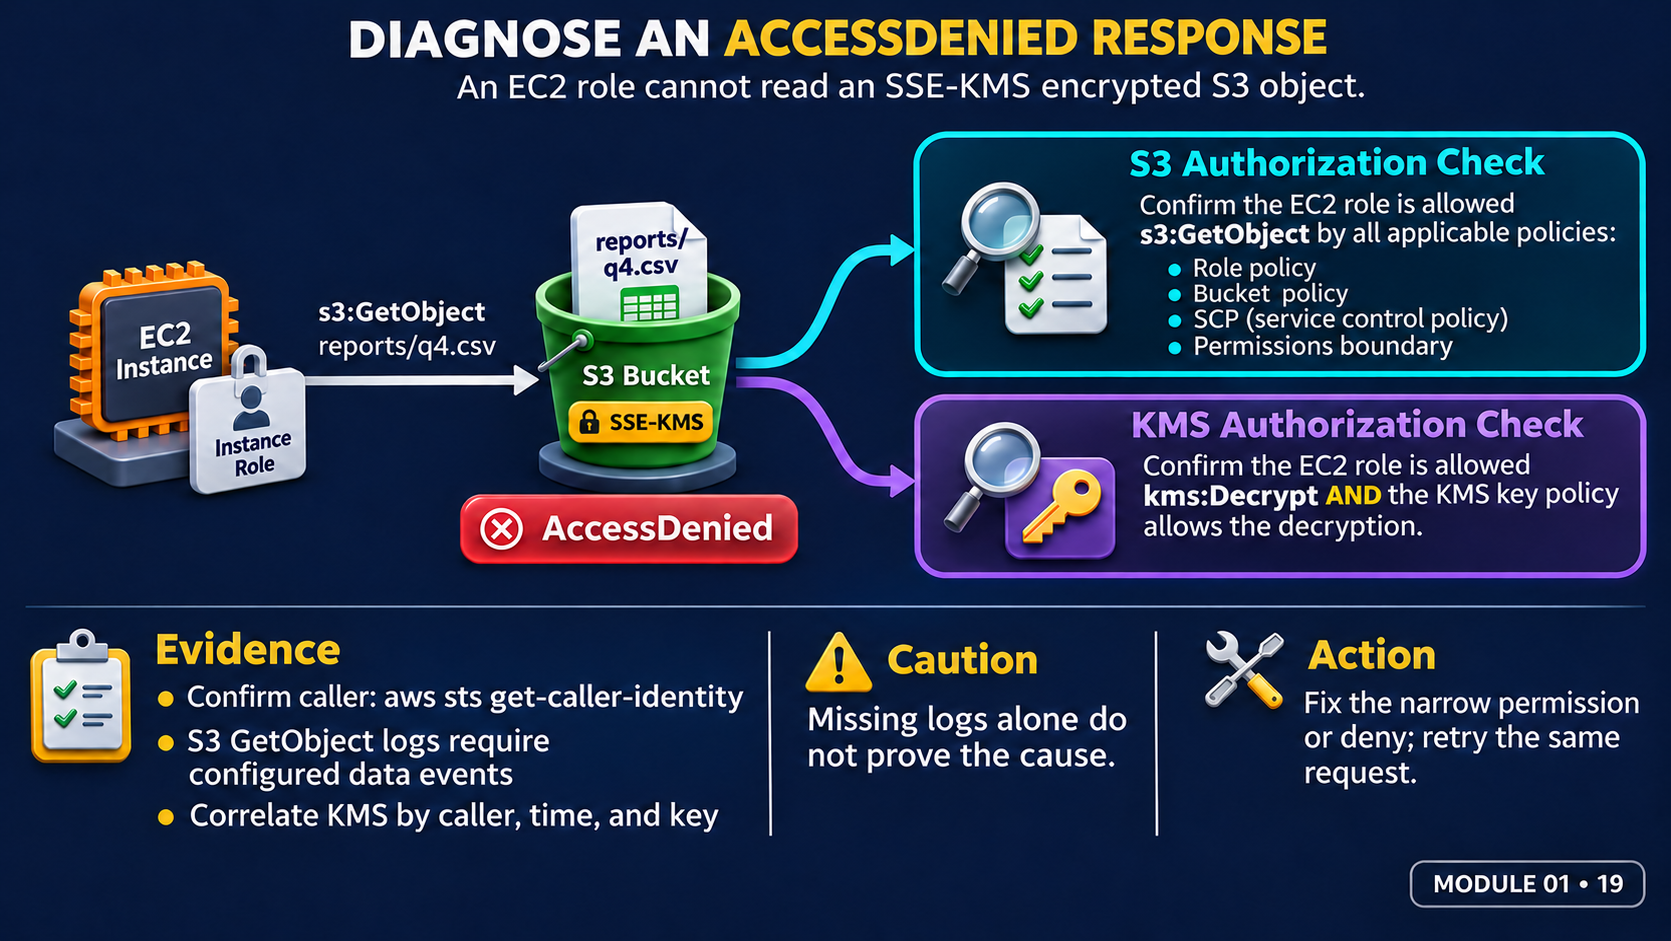 DIAGNOSE AN ACCESSDENIED RESPONSE
An EC2 role cannot read an SSE-KMS encrypted S3 object.
EC2
Instance
Instance
Role
s3:GetObject
reports/q4.csv
reports/
q4.csv
S3 Bucket
SSE-KMS
AccessDenied
S3 Authorization Check
Confirm the EC2 role is allowed
s3:GetObject by all applicable policies:
Role policy
Bucket policy
SCP (service control policy)
Permissions boundary
KMS Authorization Check
Confirm the EC2 role is allowed
kms:Decrypt AND the KMS key policy
allows the decryption.
Evidence
Confirm caller: aws sts get-caller-identity
S3 GetObject logs require
configured data events
Correlate KMS by caller, time, and key
Caution
Missing logs alone do
not prove the cause.
Action
Fix the narrow permission
or deny; retry the same
request.
MODULE 01 • 19